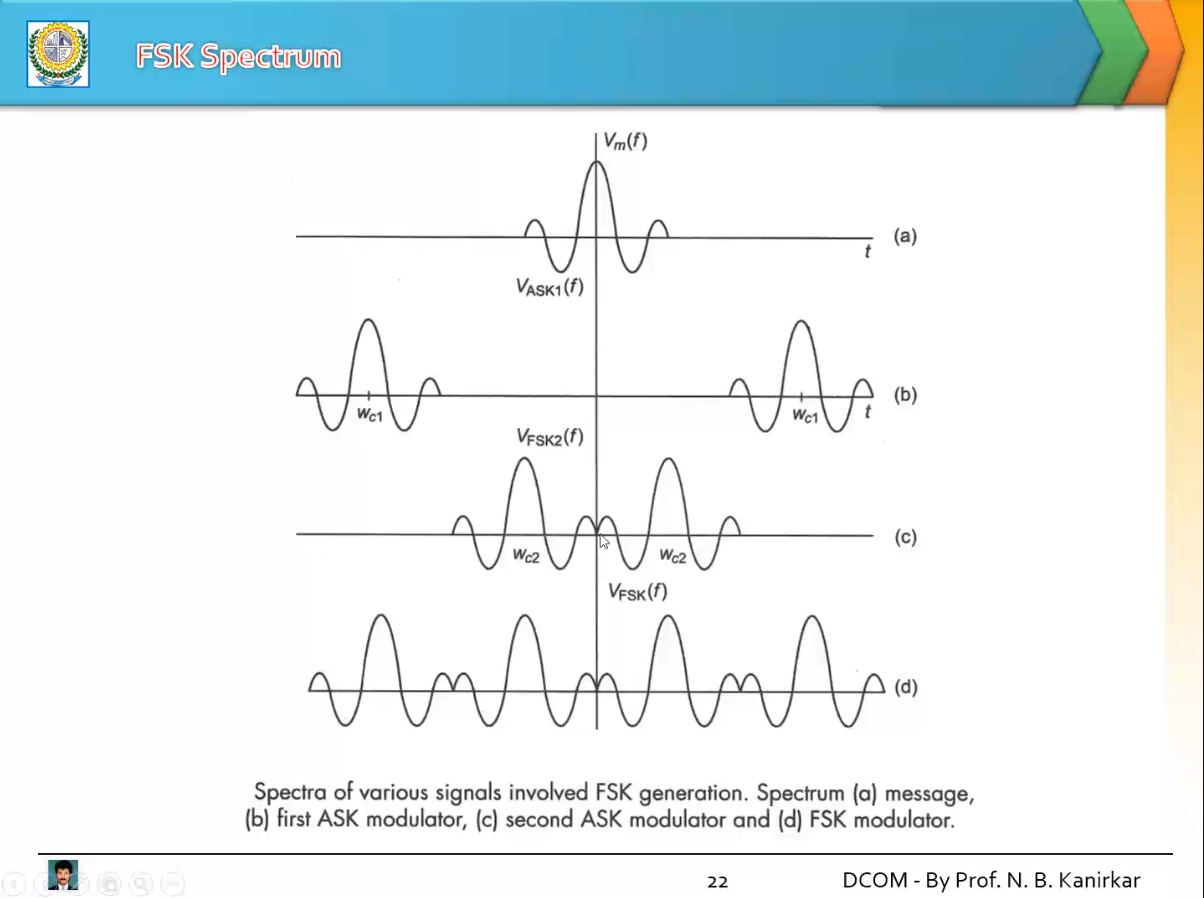 FSK Spectrum
Vm(f)
(a)
t
VASK1(f)
(b)
wc1
wc1
t
VFSK2(f)
(c)
wc2
wc2
VFSK(f)
(d)
Spectra of various signals involved FSK generation. Spectrum (a) message,
(b) first ASK modulator, (c) second ASK modulator and (d) FSK modulator.
22
DCOM - By Prof. N. B. Kanirkar